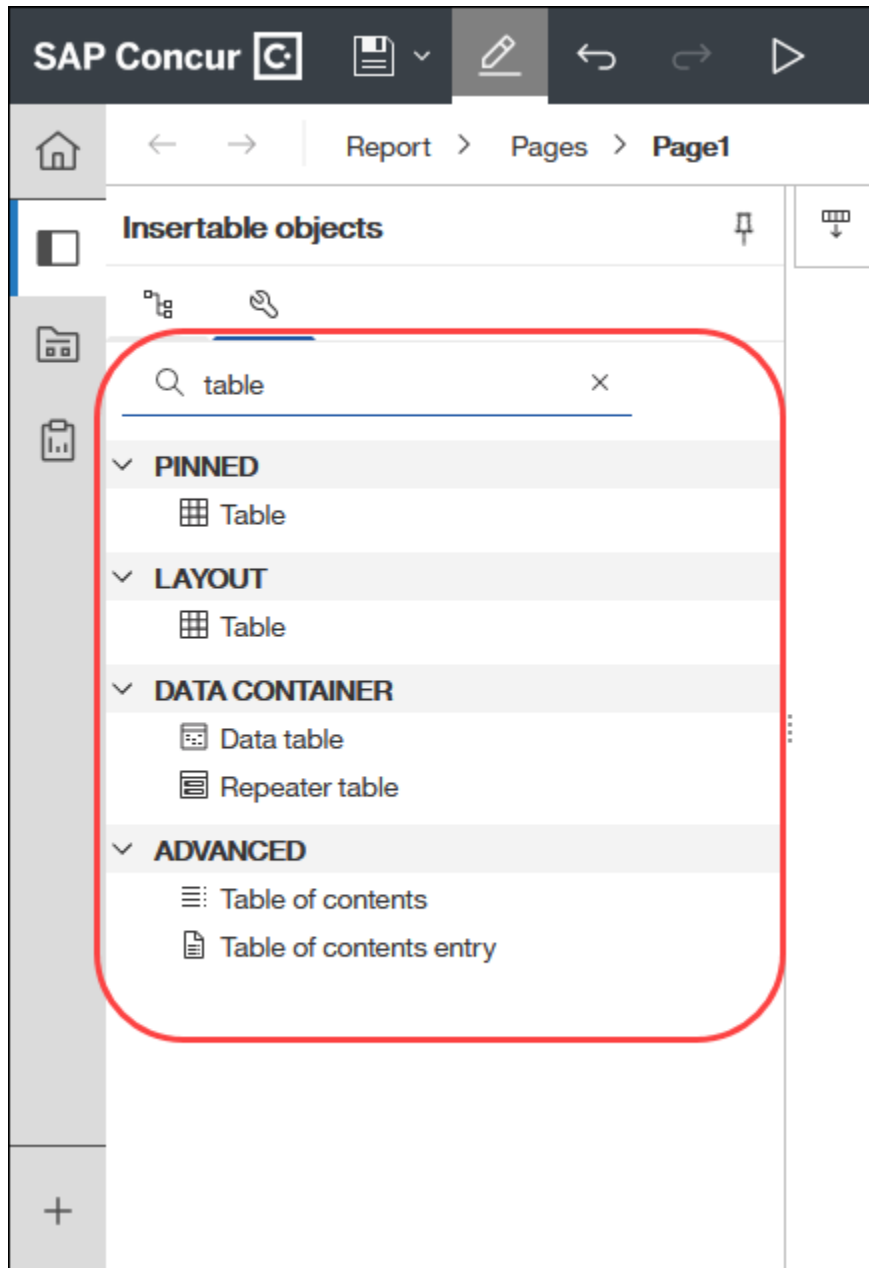 SAP Concur C
Report > Pages > Page1
Insertable objects
table
PINNED
Table
LAYOUT
Table
DATA CONTAINER
Data table
Repeater table
ADVANCED
Table of contents
Table of contents entry